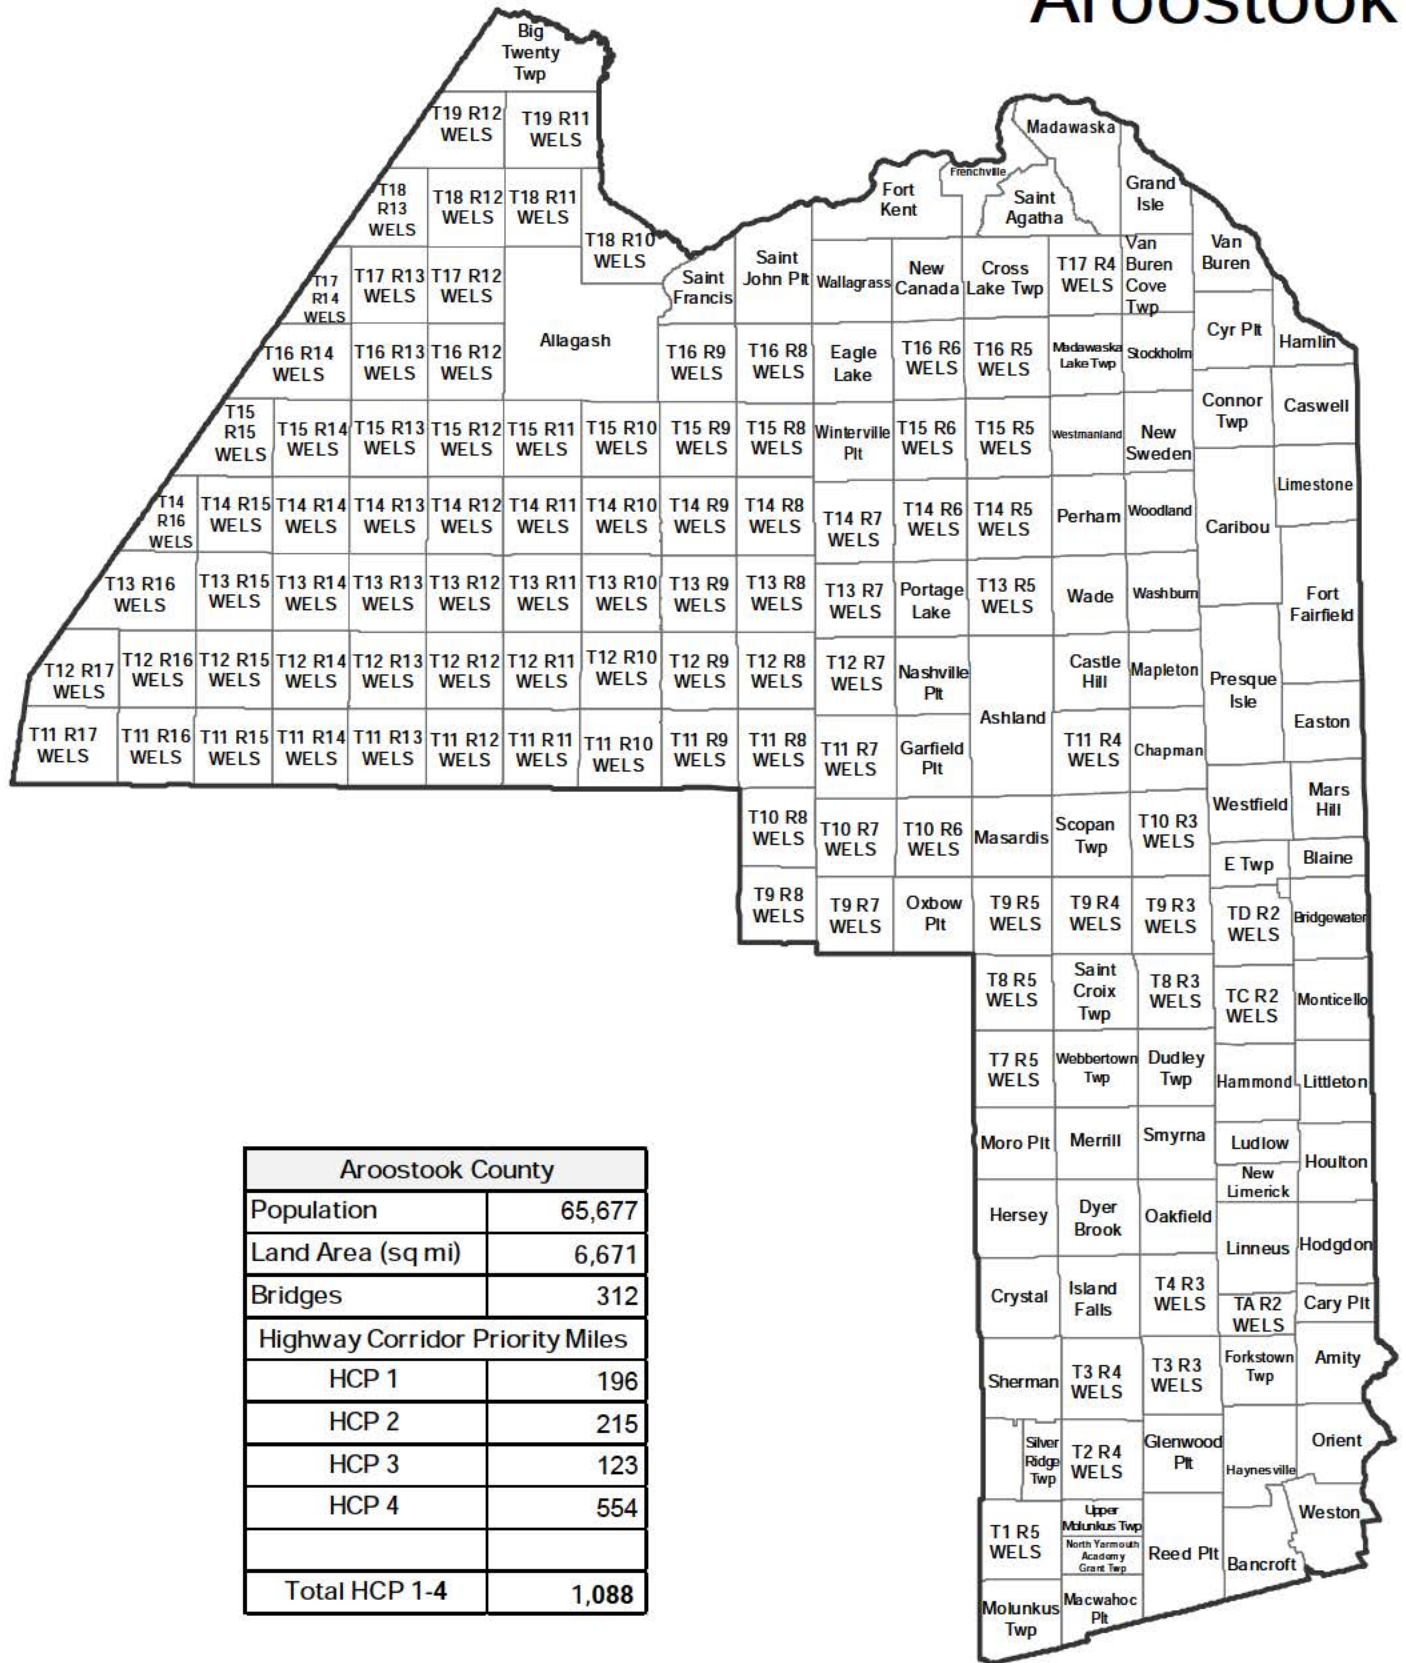 Aroostook
Big
Twenty
Twp
T19 R12
WELS
T19 R11
WELS
Madawaska
Frenchville
T18
R13
WELS
T18 R12
WELS
T18 R11
WELS
T18 R10
WELS
Fort
Kent
Saint
Agatha
Grand
Isle
T17
R14
WELS
T17 R13
WELS
T17 R12
WELS
Allagash
Saint
Francis
Saint
John Plt
Wallagrass
New
Canada
Cross
Lake Twp
T17 R4
WELS
Van
Buren
Cove
Twp
Van
Buren
T16 R14
WELS
T16 R13
WELS
T16 R12
WELS
T16 R9
WELS
T16 R8
WELS
Eagle
Lake
T16 R6
WELS
T16 R5
WELS
Madawaska
Lake Twp
Stockholm
Cyr Plt
Hamlin
T15
R15
WELS
T15 R14
WELS
T15 R13
WELS
T15 R12
WELS
T15 R11
WELS
T15 R10
WELS
T15 R9
WELS
T15 R8
WELS
Winterville
Plt
T15 R6
WELS
T15 R5
WELS
Westmanland
New
Sweden
Connor
Twp
Caswell
T14
R16
WELS
T14 R15
WELS
T14 R14
WELS
T14 R13
WELS
T14 R12
WELS
T14 R11
WELS
T14 R10
WELS
T14 R9
WELS
T14 R8
WELS
T14 R7
WELS
T14 R6
WELS
T14 R5
WELS
Perham
Woodland
Caribou
Limestone
T13 R16
WELS
T13 R15
WELS
T13 R14
WELS
T13 R13
WELS
T13 R12
WELS
T13 R11
WELS
T13 R10
WELS
T13 R9
WELS
T13 R8
WELS
T13 R7
WELS
Portage
Lake
T13 R5
WELS
Wade
Washburn
Fort
Fairfield
T12 R17
WELS
T12 R16
WELS
T12 R15
WELS
T12 R14
WELS
T12 R13
WELS
T12 R12
WELS
T12 R11
WELS
T12 R10
WELS
T12 R9
WELS
T12 R8
WELS
T12 R7
WELS
Nashville
Plt
Ashland
Castle
Hill
Mapleton
Presque
Isle
Easton
T11 R17
WELS
T11 R16
WELS
T11 R15
WELS
T11 R14
WELS
T11 R13
WELS
T11 R12
WELS
T11 R11
WELS
T11 R10
WELS
T11 R9
WELS
T11 R8
WELS
T11 R7
WELS
Garfield
Plt
T11 R4
WELS
Chapman
Westfield
Mars
Hill
T10 R8
WELS
T10 R7
WELS
T10 R6
WELS
Masardis
Scopan
Twp
T10 R3
WELS
E Twp
Blaine
T9 R8
WELS
T9 R7
WELS
Oxbow
Plt
T9 R5
WELS
T9 R4
WELS
T9 R3
WELS
TD R2
WELS
Bridgewater
T8 R5
WELS
Saint
Croix
Twp
T8 R3
WELS
TC R2
WELS
Monticello
T7 R5
WELS
Webbertown
Twp
Dudley
Twp
Hammond
Littleton
Moro Plt
Merrill
Smyrna
Ludlow
New
Limerick
Houlton
Hersey
Dyer
Brook
Oakfield
Linneus
Hodgdon
Crystal
Island
Falls
T4 R3
WELS
TA R2
WELS
Cary Plt
Sherman
T3 R4
WELS
T3 R3
WELS
Forkstown
Twp
Amity
Silver
Ridge
Twp
T2 R4
WELS
Glenwood
Plt
Haynesville
Orient
Weston
T1 R5
WELS
Upper
Molunkus Twp
North Yarmouth
Academy
Grant Twp
Reed Plt
Bancroft
Molunkus
Twp
Macwahoc
Plt
Aroostook County
Population 65,677
Land Area (sq mi) 6,671
Bridges 312
Highway Corridor Priority Miles
HCP 1 196
HCP 2 215
HCP 3 123
HCP 4 554
Total HCP 1-4 1,088